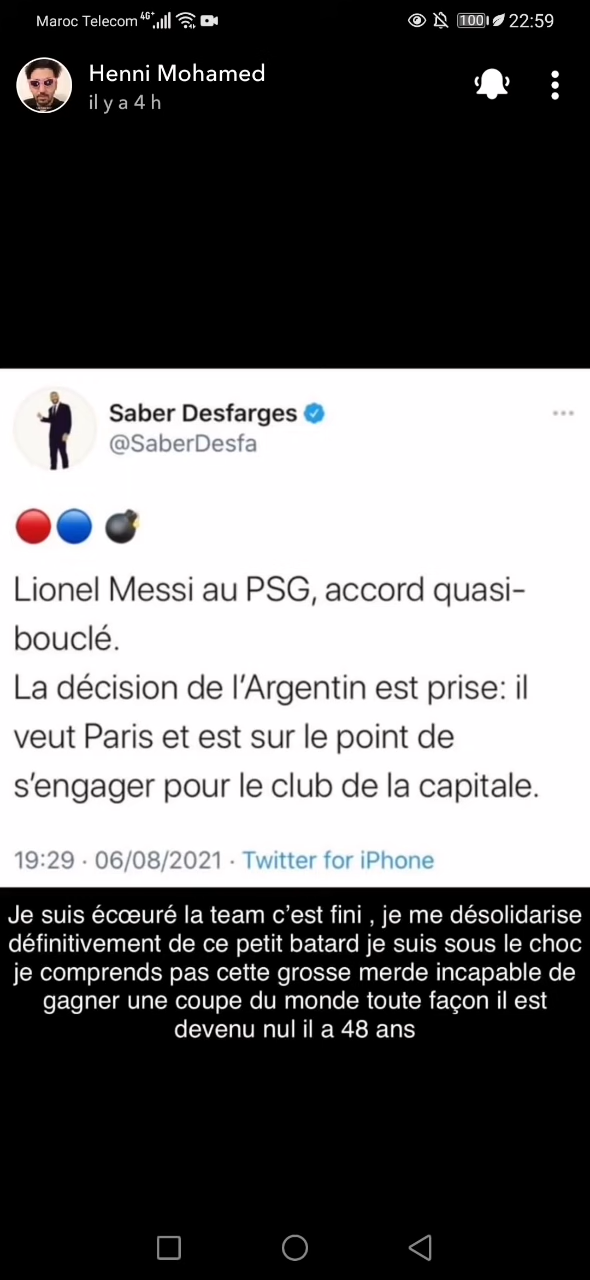 Maroc Telecom 4G+ 100 22:59
Henni Mohamed
il y a 4 h
Saber Desfarges
@SaberDesfa
Lionel Messi au PSG, accord quasi-
bouclé.
La décision de l'Argentin est prise: il
veut Paris et est sur le point de
s'engager pour le club de la capitale.
19:29 · 06/08/2021 · Twitter for iPhone
Je suis écœuré la team c'est fini , je me désolidarise
définitivement de ce petit batard je suis sous le choc
je comprends pas cette grosse merde incapable de
gagner une coupe du monde toute façon il est
devenu nul il a 48 ans